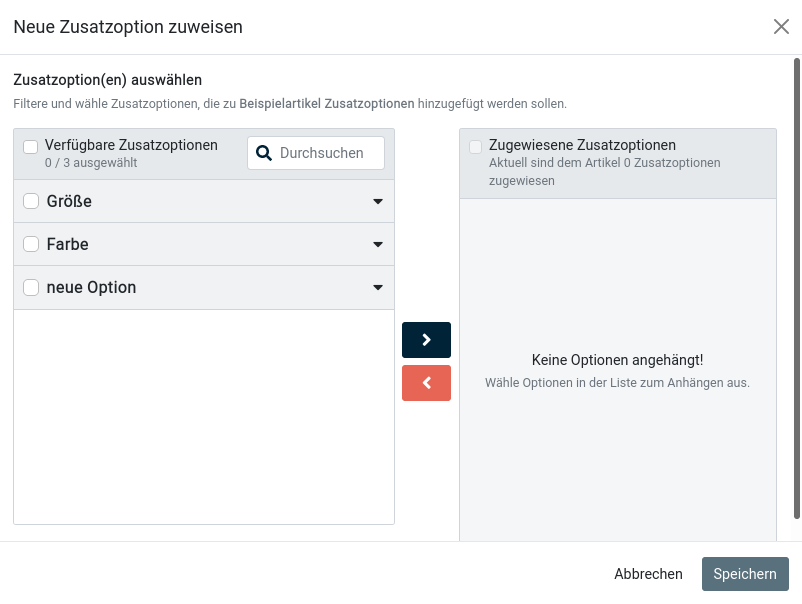 Neue Zusatzoption zuweisen
Zusatzoption(en) auswählen
Filtere und wähle Zusatzoptionen, die zu Beispielartikel Zusatzoptionen hinzugefügt werden sollen.
Verfügbare Zusatzoptionen
0 / 3 ausgewählt
Durchsuchen
Größe
Farbe
neue Option
Zugewiesene Zusatzoptionen
Aktuell sind dem Artikel 0 Zusatzoptionen
zugewiesen
Keine Optionen angehängt!
Wähle Optionen in der Liste zum Anhängen aus.
Abbrechen
Speichern